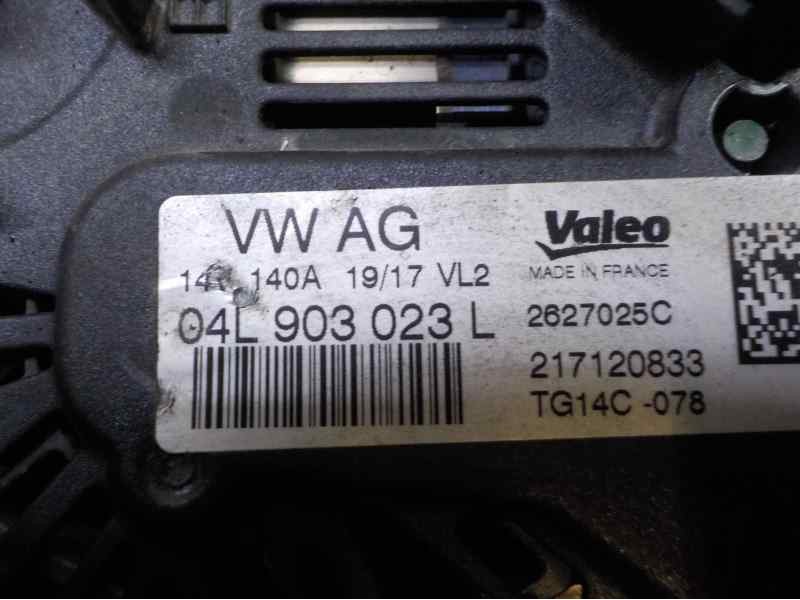 VW AG
140A 19/17 VL2
04L 903 023 L
Valeo
MADE IN FRANCE
2627025C
217120833
TG14C -078